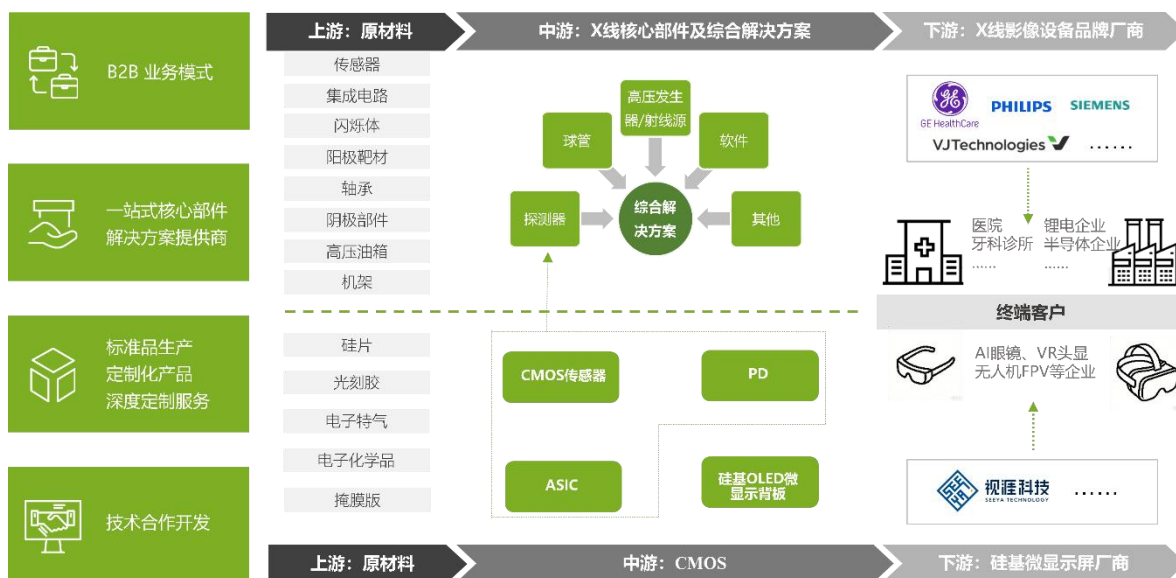 B2B 业务模式
一站式核心部件
解决方案提供商
标准品生产
定制化产品
深度定制服务
技术合作开发
上游：原材料
中游：X线核心部件及综合解决方案
下游：X线影像设备品牌厂商
传感器
集成电路
闪烁体
阳极靶材
轴承
阴极部件
高压油箱
机架
高压发生
器/射线源
球管
软件
探测器
综合解
决方案
其他
GE HealthCare
PHILIPS
SIEMENS
VJTechnologies
......
医院
牙科诊所
......
锂电企业
半导体企业
......
终端客户
硅片
光刻胶
电子特气
电子化学品
掩膜版
CMOS传感器
PD
ASIC
硅基OLED微
显示背板
AI眼镜、VR头显
无人机FPV等企业
SEEYA
视涯科技
SEEYA TECHNOLOGY
......
上游：原材料
中游：CMOS
下游：硅基微显示屏厂商